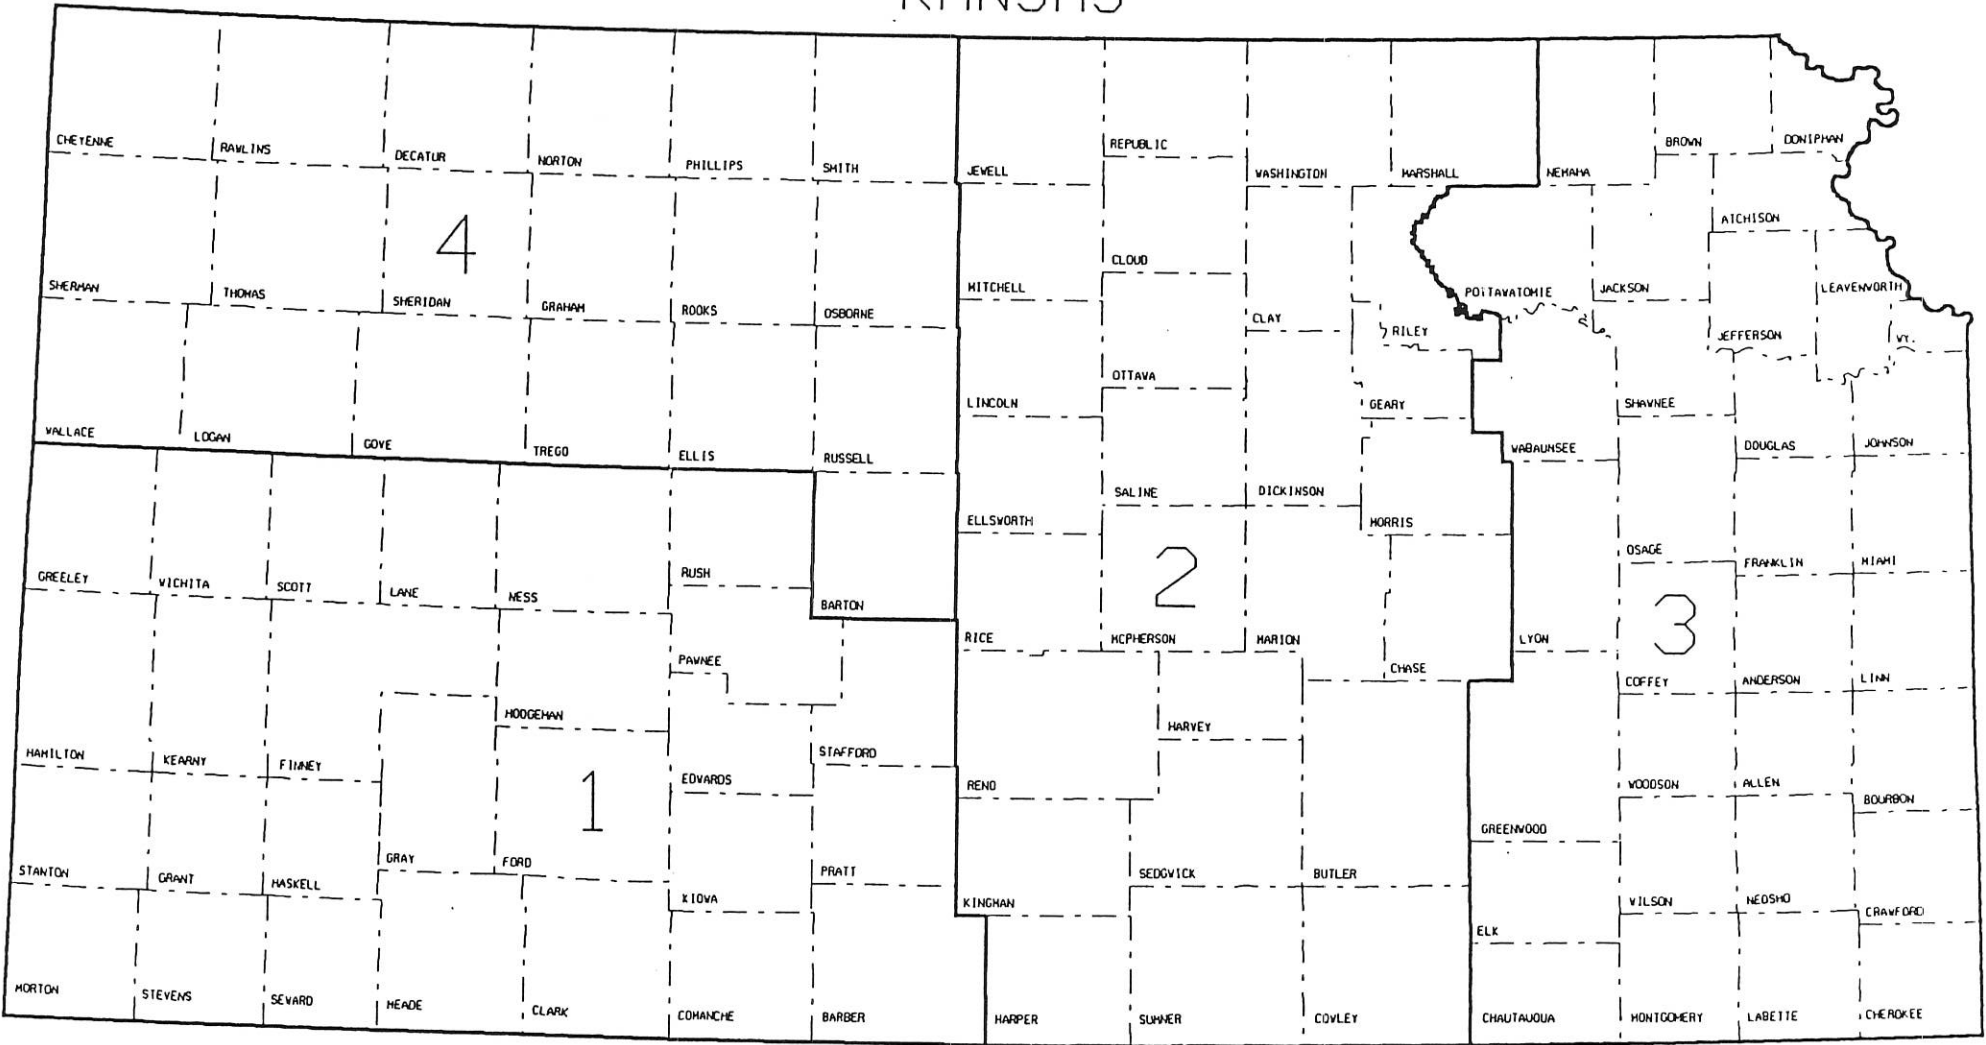 KANSAS
CHEYENNE
RAWLINS
DECATUR
NORTON
PHILLIPS
SMITH
JEWELL
REPUBLIC
WASHINGTON
MARSHALL
NEMAHA
BROWN
DONIPHAN
ATCHISON
4
SHERMAN
THOMAS
SHERIDAN
GRAHAM
ROOKS
OSBORNE
MITCHELL
CLOUD
CLAY
RILEY
POTTAWATOMIE
JACKSON
LEAVENWORTH
JEFFERSON
WY.
WALLACE
LOGAN
GOVE
TREGO
ELLIS
RUSSELL
LINCOLN
OTTAWA
GEARY
WABAUNSEE
SHAWNEE
DOUGLAS
JOHNSON
ELLSWORTH
SALINE
DICKINSON
MORRIS
OSAGE
FRANKLIN
MIAMI
GREELEY
WICHITA
SCOTT
LANE
NESS
RUSH
BARTON
2
3
RICE
MCPHERSON
MARION
CHASE
LYON
COFFEY
ANDERSON
LINN
PAWNEE
HODGEMAN
HAMILTON
KEARNY
FINNEY
EDWARDS
STAFFORD
RENO
HARVEY
WOODSON
ALLEN
BOURBON
1
GREENWOOD
STANTON
GRANT
HASKELL
GRAY
FORD
KIOWA
PRATT
KINGMAN
SEDGWICK
BUTLER
ELK
WILSON
NEOSHO
CRAWFORD
MORTON
STEVENS
SEWARD
MEADE
CLARK
COMANCHE
BARBER
HARPER
SUMNER
COWLEY
CHAUTAUQUA
MONTGOMERY
LABETTE
CHEROKEE